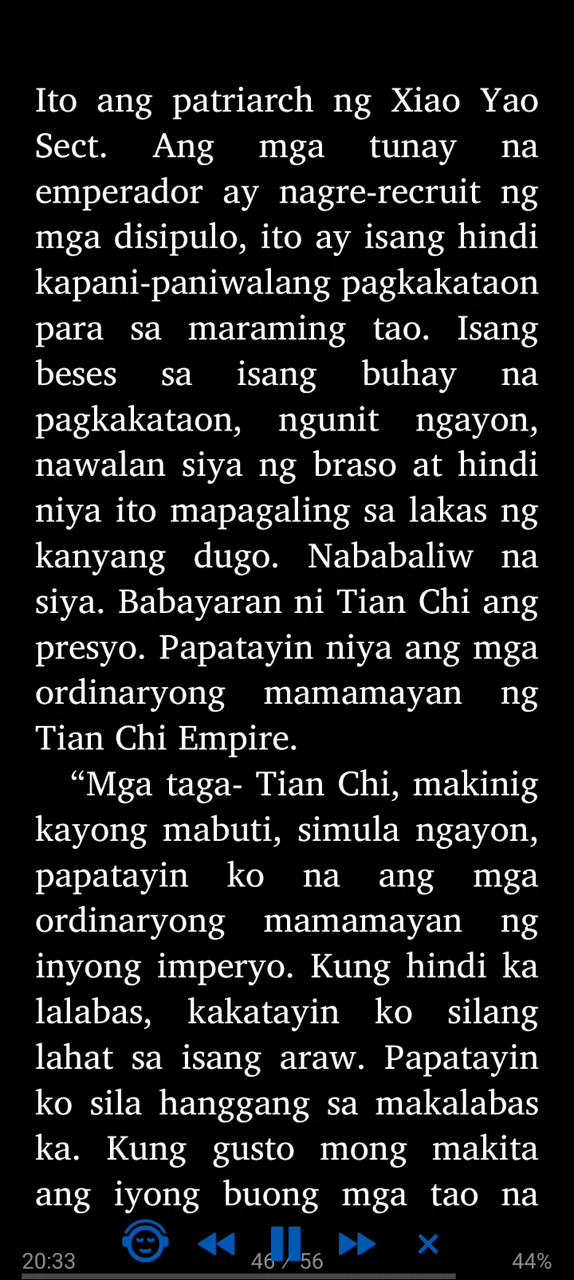 Ito ang patriarch ng Xiao Yao
Sect. Ang mga tunay na
emperador ay nagre-recruit ng
mga disipulo, ito ay isang hindi
kapani-paniwalang pagkakataon
para sa maraming tao. Isang
beses sa isang buhay na
pagkakataon, ngunit ngayon,
nawalan siya ng braso at hindi
niya ito mapagaling sa lakas ng
kanyang dugo. Nababaliw na
siya. Babayaran ni Tian Chi ang
presyo. Papatayin niya ang mga
ordinaryong mamamayan ng
Tian Chi Empire.
“Mga taga- Tian Chi, makinig
kayong mabuti, simula ngayon,
papatayin ko na ang mga
ordinaryong mamamayan ng
inyong imperyo. Kung hindi ka
lalabas, kakatayin ko silang
lahat sa isang araw. Papatayin
ko sila hanggang sa makalabas
ka. Kung gusto mong makita
ang iyong buong mga tao na
20:33 46 / 56 44%